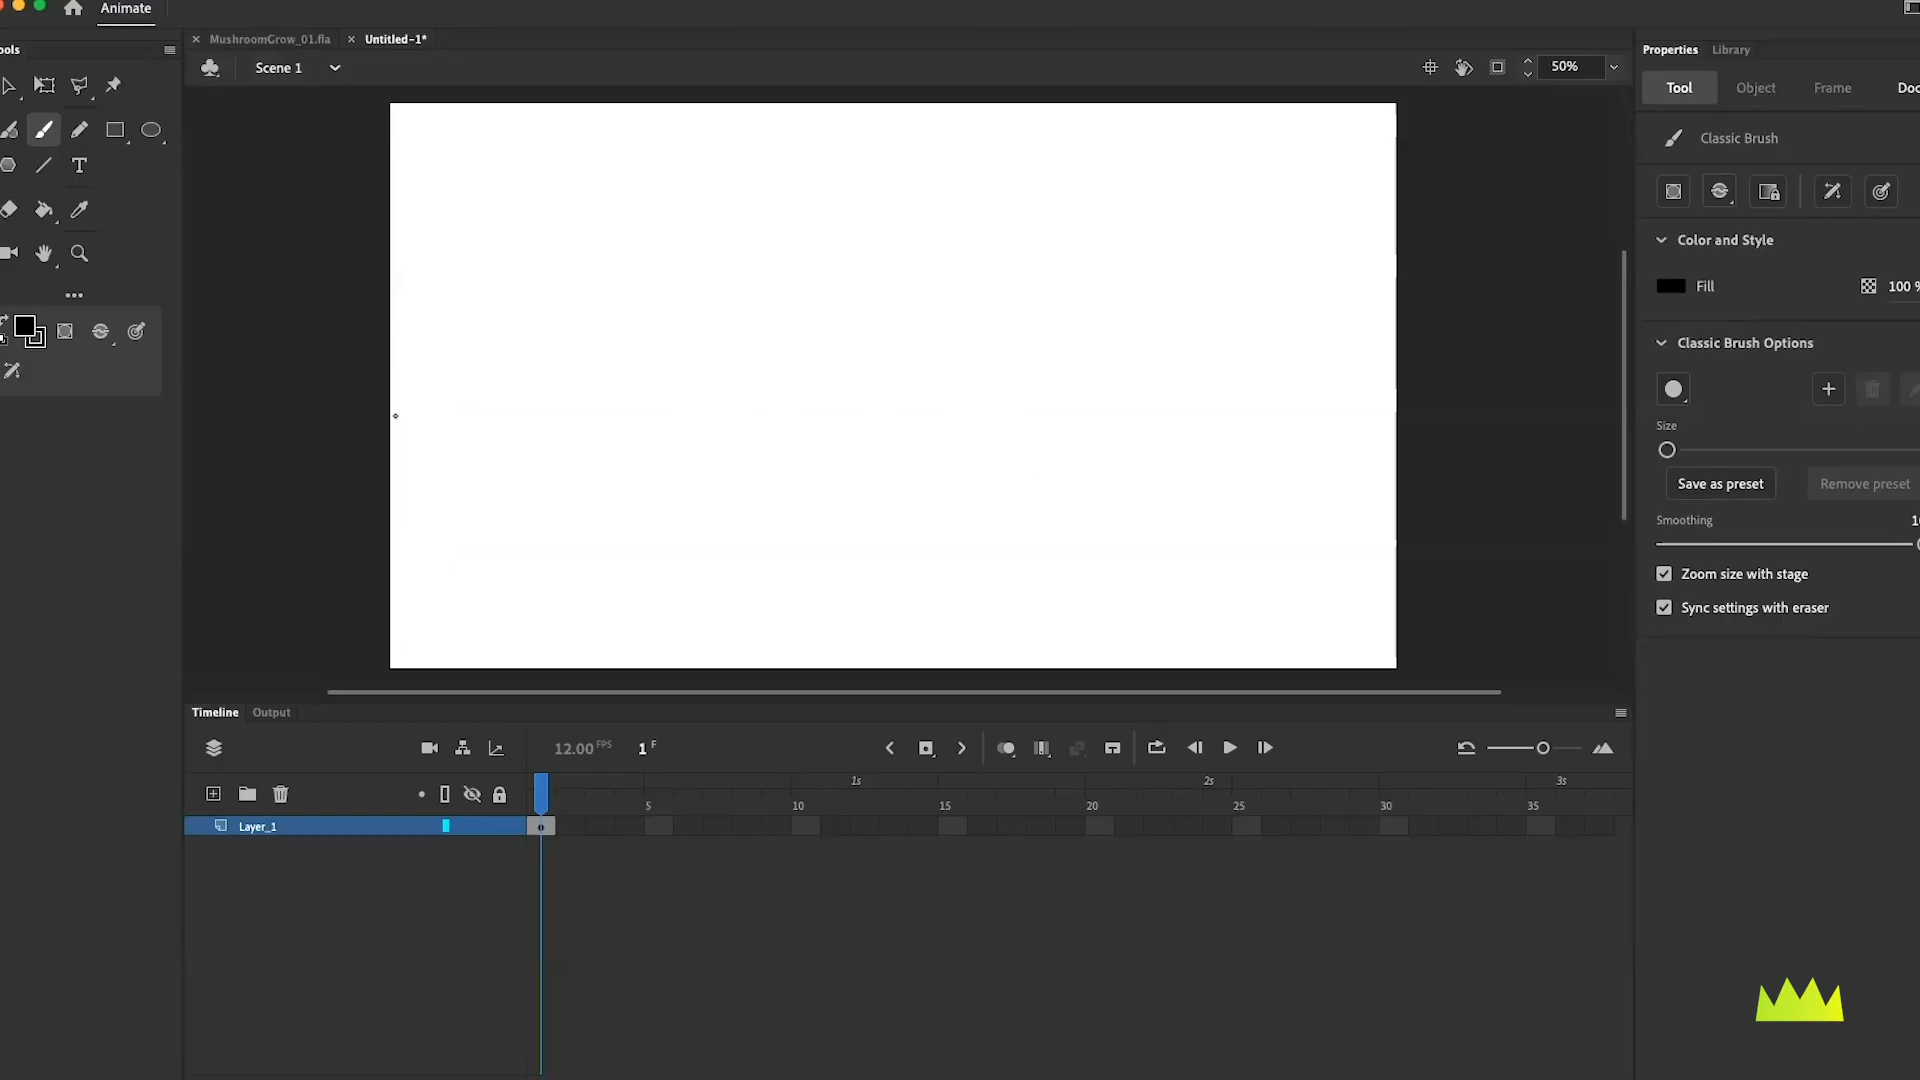 Animate
ools
MushroomGrow_01.fla
Untitled-1*
Scene 1
50%
Properties
Library
Tool
Object
Frame
Doc
Classic Brush
Color and Style
Fill
100 %
Classic Brush Options
Size
Save as preset
Remove preset
Smoothing
Zoom size with stage
Sync settings with eraser
Timeline
Output
12.00 FPS
1 F
1s
2s
3s
5
10
15
20
25
30
35
Layer_1